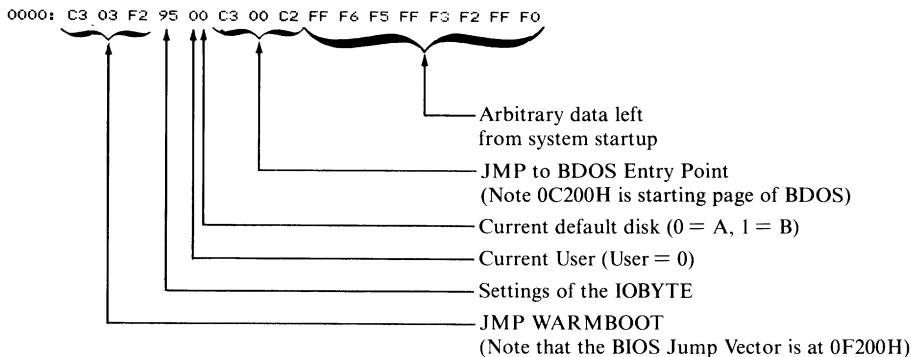 0000: C3 03 F2 95 00 C3 00 C2 FF F6 F5 FF F3 F2 FF F0
Arbitrary data left
from system startup
JMP to BDOS Entry Point
(Note 0C200H is starting page of BDOS)
Current default disk (0 = A, 1 = B)
Current User (User = 0)
Settings of the IOBYTE
JMP WARMBOOT
(Note that the BIOS Jump Vector is at 0F200H)